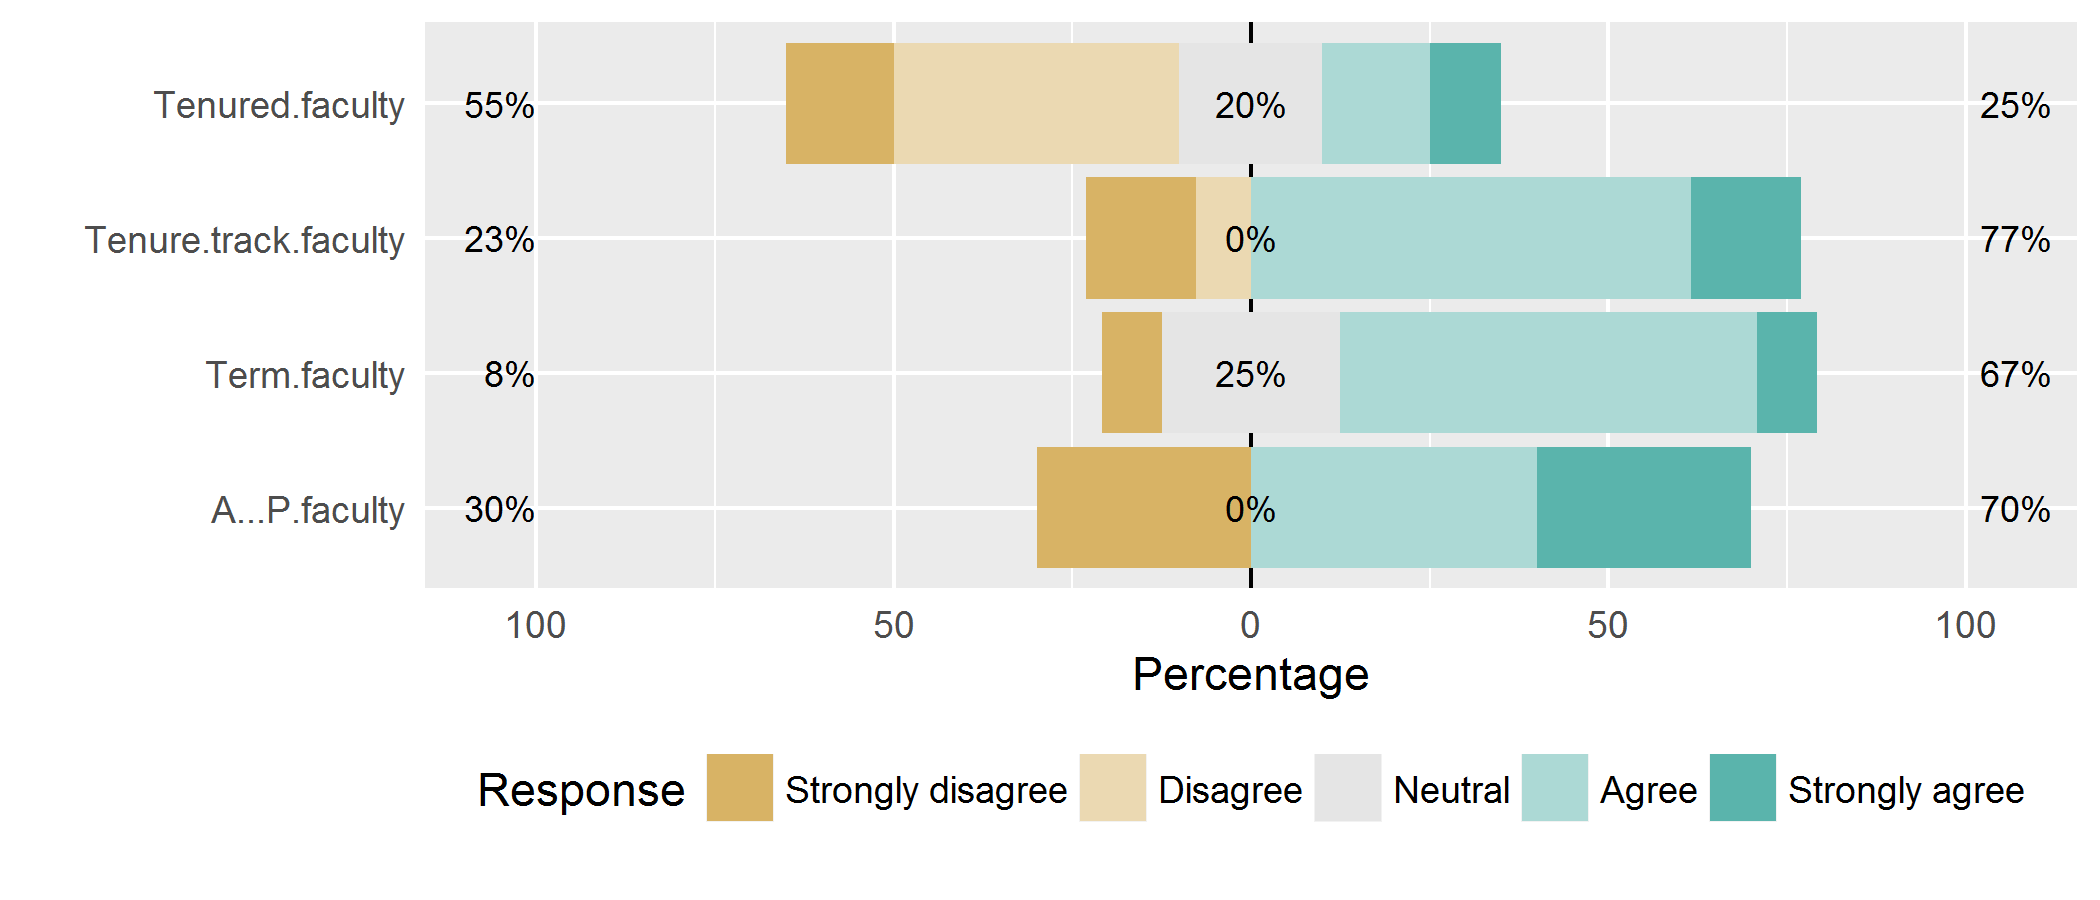 Tenured.faculty 55% 20% 25%
Tenure.track.faculty 23% 0% 77%
Term.faculty 8% 25% 67%
A...P.faculty 30% 0% 70%
100 50 0 50 100
Percentage
Response Strongly disagree Disagree Neutral Agree Strongly agree